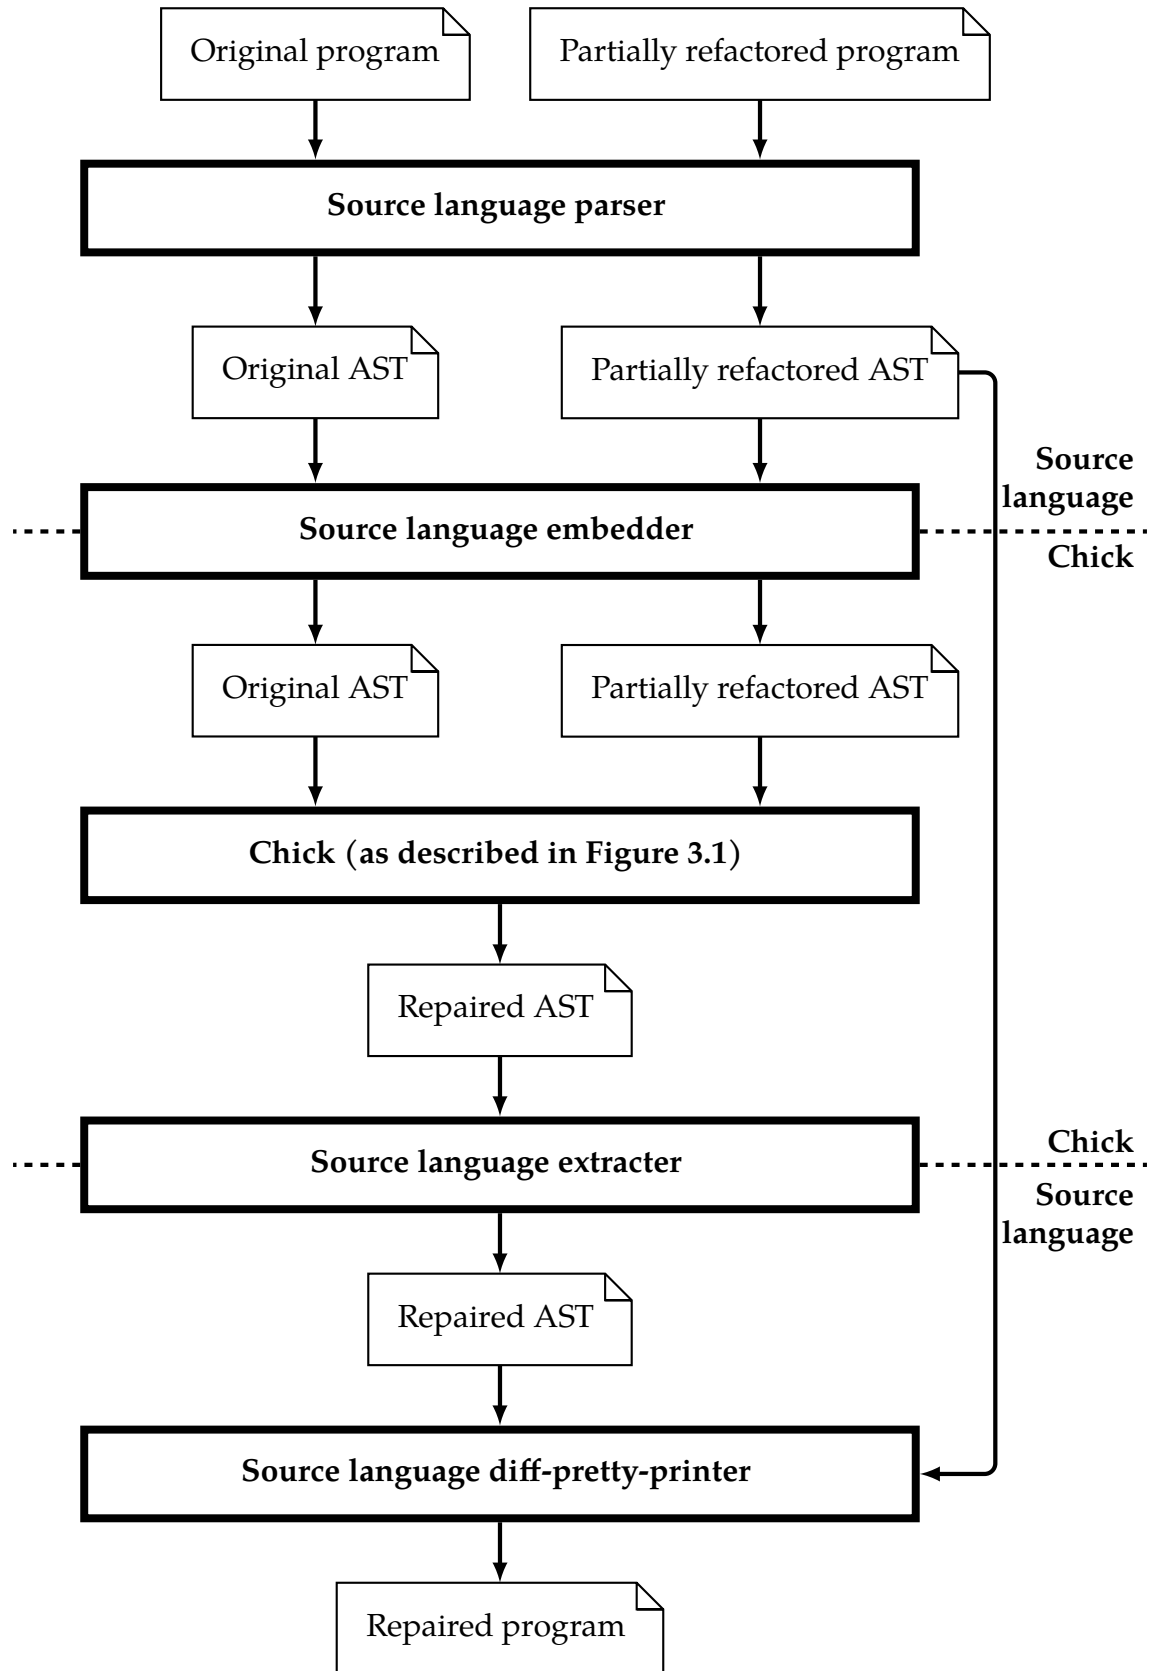 Original program
Partially refactored program
Source language parser
Original AST
Partially refactored AST
Source
language
Source language embedder
Chick
Original AST
Partially refactored AST
Chick (as described in Figure 3.1)
Repaired AST
Chick
Source language extracter
Source
language
Repaired AST
Source language diff-pretty-printer
Repaired program